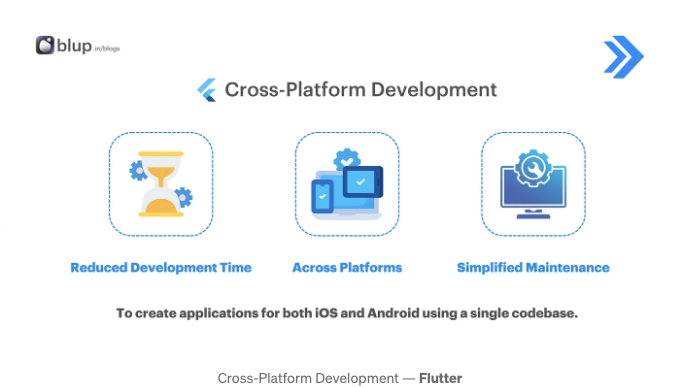 blup.in/blogs
Cross-Platform Development
Reduced Development Time
Across Platforms
Simplified Maintenance
To create applications for both iOS and Android using a single codebase.
Cross-Platform Development — Flutter